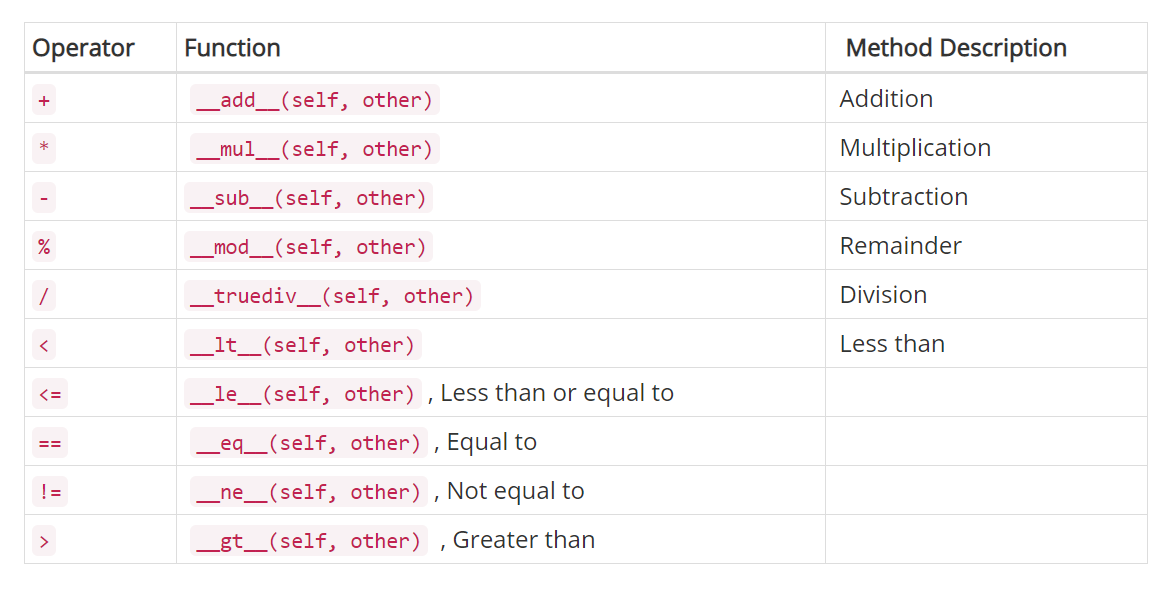 Operator Function Method Description
+ __add__(self, other) Addition
* __mul__(self, other) Multiplication
- __sub__(self, other) Subtraction
% __mod__(self, other) Remainder
/ __truediv__(self, other) Division
< __lt__(self, other) Less than
<= __le__(self, other) , Less than or equal to
== __eq__(self, other) , Equal to
!= __ne__(self, other) , Not equal to
> __gt__(self, other) , Greater than